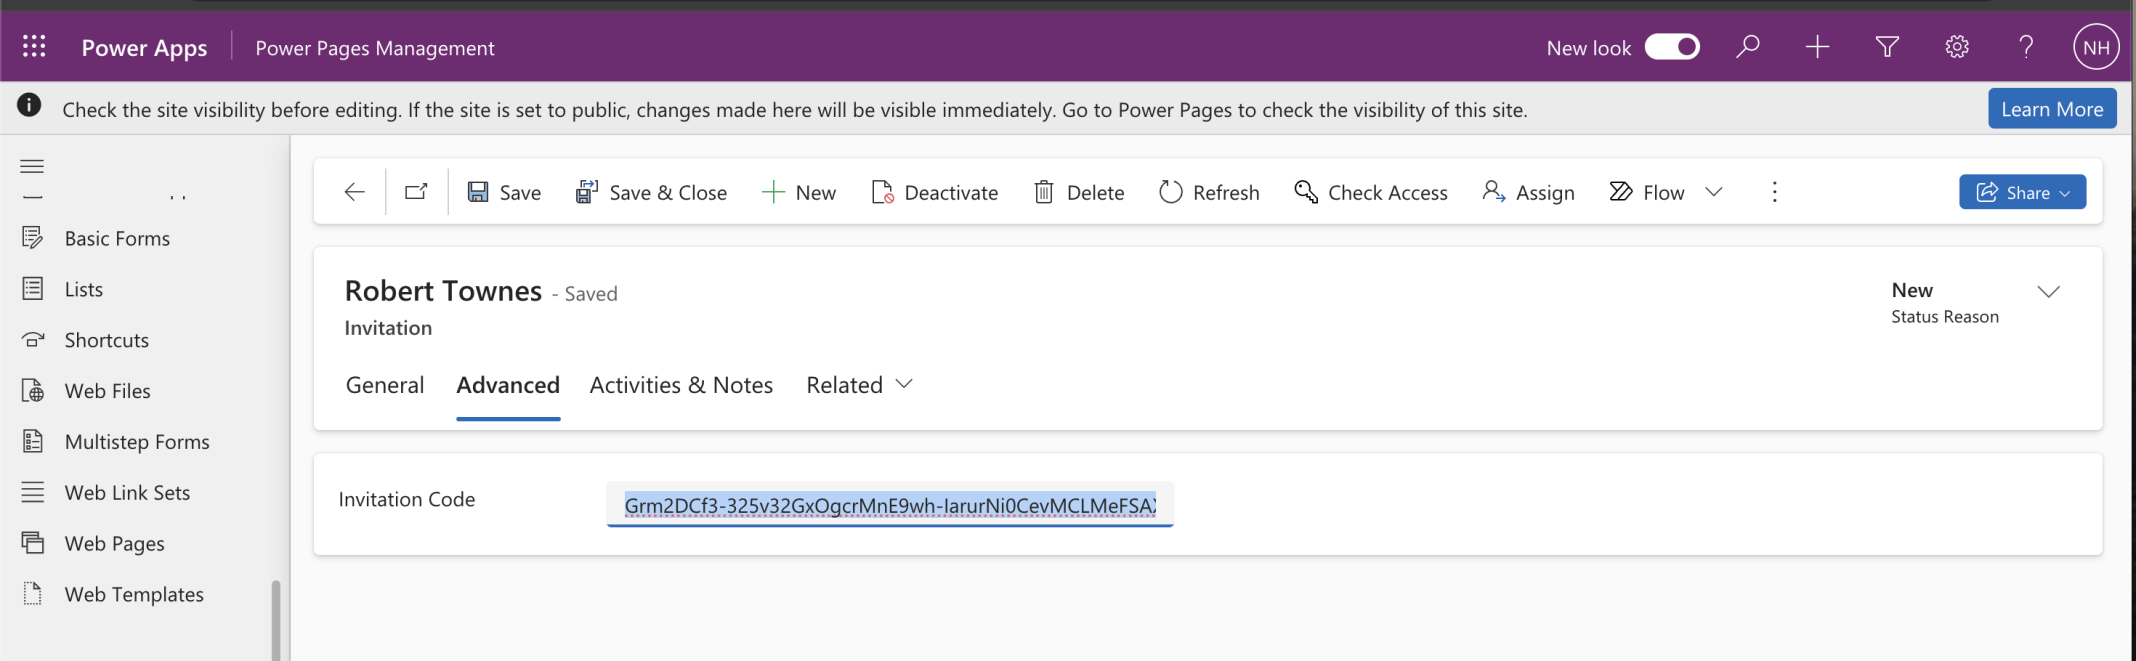 Power Apps
Power Pages Management
New look
NH
Check the site visibility before editing. If the site is set to public, changes made here will be visible immediately. Go to Power Pages to check the visibility of this site.
Learn More
Save
Save & Close
New
Deactivate
Delete
Refresh
Check Access
Assign
Flow
Share
Basic Forms
Lists
Shortcuts
Web Files
Multistep Forms
Web Link Sets
Web Pages
Web Templates
Robert Townes - Saved
Invitation
New
Status Reason
General
Advanced
Activities & Notes
Related
Invitation Code
Grm2DCf3-325v32GxOgcrMnE9wh-IarurNi0CevMCLMeFSAX